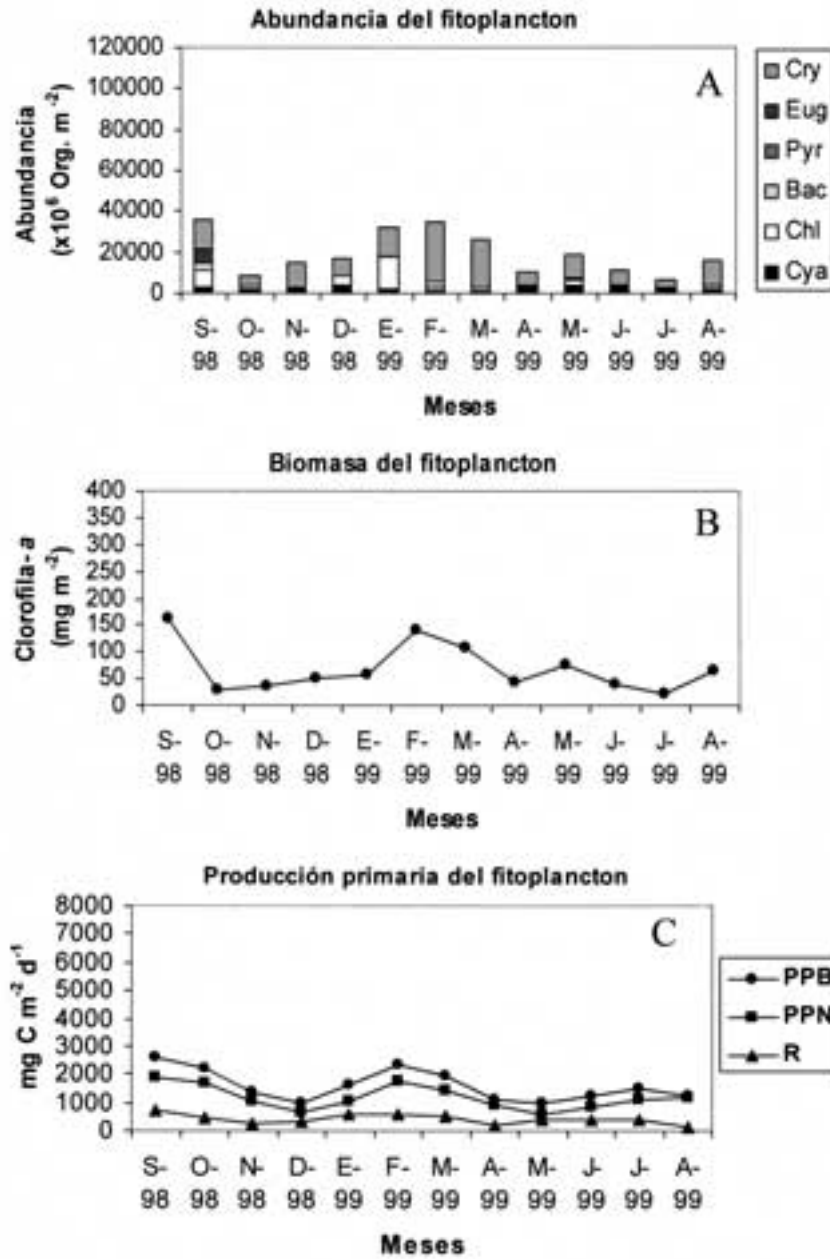 Abundancia del fitoplancton
Abundancia
(x10⁶ Org. m⁻²)
120000
100000
80000
60000
40000
20000
0
A
Cry
Eug
Pyr
Bac
Chl
Cya
S- O- N- D- E- F- M- A- M- J- J- A-
98 98 98 98 99 99 99 99 99 99 99 99
Meses
Biomasa del fitoplancton
Clorofila- a
(mg m⁻²)
400
350
300
250
200
150
100
50
0
B
S- O- N- D- E- F- M- A- M- J- J- A-
98 98 98 98 99 99 99 99 99 99 99 99
Meses
Producción primaria del fitoplancton
mg C m⁻² d⁻¹
8000
7000
6000
5000
4000
3000
2000
1000
0
C
PPB
PPN
R
S- O- N- D- E- F- M- A- M- J- J- A-
98 98 98 98 99 99 99 99 99 99 99 99
Meses